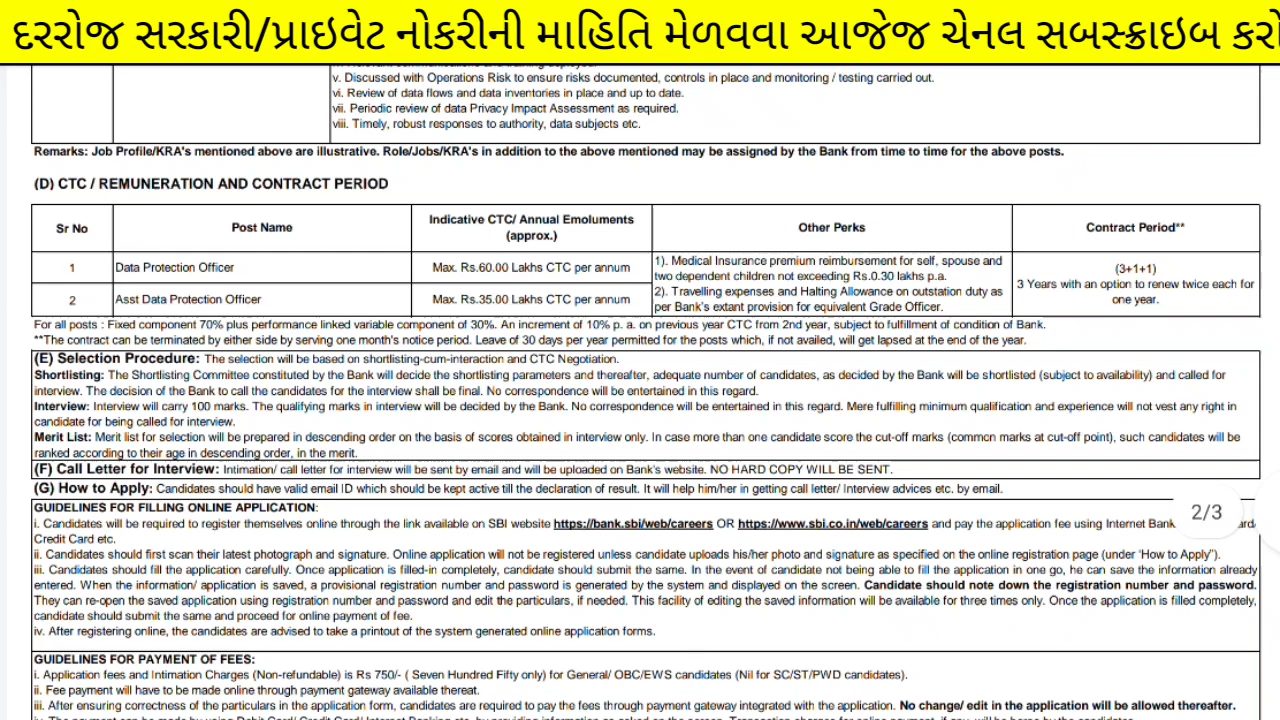 દરરોજ સરકારી/પ્રાઇવેટ નોકરીની માહિતિ મેળવવા આજેજ ચેનલ સબસ્ક્રાઇબ કરો
v. Discussed with Operations Risk to ensure risks documented, controls in place and monitoring / testing carried out.
vi. Review of data flows and data inventories in place and up to date.
vii. Periodic review of data Privacy Impact Assessment as required.
viii. Timely, robust responses to authority, data subjects etc.
Remarks: Job Profile/KRA's mentioned above are illustrative. Role/Jobs/KRA's in addition to the above mentioned may be assigned by the Bank from time to time for the above posts.
(D) CTC / REMUNERATION AND CONTRACT PERIOD
Sr No
Post Name
Indicative CTC/ Annual Emoluments
(approx.)
Other Perks
Contract Period**
1
Data Protection Officer
Max. Rs.60.00 Lakhs CTC per annum
2
Asst Data Protection Officer
Max. Rs.35.00 Lakhs CTC per annum
1). Medical Insurance premium reimbursement for self, spouse and
two dependent children not exceeding Rs.0.30 lakhs p.a.
2). Travelling expenses and Halting Allowance on outstation duty as
per Bank's extant provision for equivalent Grade Officer.
(3+1+1)
3 Years with an option to renew twice each for
one year.
For all posts : Fixed component 70% plus performance linked variable component of 30%. An increment of 10% p. a. on previous year CTC from 2nd year, subject to fulfillment of condition of Bank.
**The contract can be terminated by either side by serving one month's notice period. Leave of 30 days per year permitted for the posts which, if not availed, will get lapsed at the end of the year.
(E) Selection Procedure: The selection will be based on shortlisting-cum-interaction and CTC Negotiation.
Shortlisting: The Shortlisting Committee constituted by the Bank will decide the shortlisting parameters and thereafter, adequate number of candidates, as decided by the Bank will be shortlisted (subject to availability) and called for
interview. The decision of the Bank to call the candidates for the interview shall be final. No correspondence will be entertained in this regard.
Interview: Interview will carry 100 marks. The qualifying marks in interview will be decided by the Bank. No correspondence will be entertained in this regard. Mere fulfilling minimum qualification and experience will not vest any right in
candidate for being called for interview.
Merit List: Merit list for selection will be prepared in descending order on the basis of scores obtained in interview only. In case more than one candidate score the cut-off marks (common marks at cut-off point), such candidates will be
ranked according to their age in descending order, in the merit.
(F) Call Letter for Interview: Intimation/ call letter for interview will be sent by email and will be uploaded on Bank's website. NO HARD COPY WILL BE SENT.
(G) How to Apply: Candidates should have valid email ID which should be kept active till the declaration of result. It will help him/her in getting call letter/ Interview advices etc. by email.
GUIDELINES FOR FILLING ONLINE APPLICATION:
i. Candidates will be required to register themselves online through the link available on SBI website https://bank.sbi/web/careers OR https://www.sbi.co.in/web/careers and pay the application fee using Internet Bank
Credit Card etc.
2/3
ii. Candidates should first scan their latest photograph and signature. Online application will not be registered unless candidate uploads his/her photo and signature as specified on the online registration page (under 'How to Apply").
iii. Candidates should fill the application carefully. Once application is filled-in completely, candidate should submit the same. In the event of candidate not being able to fill the application in one go, he can save the information already
entered. When the information/ application is saved, a provisional registration number and password is generated by the system and displayed on the screen. Candidate should note down the registration number and password.
They can re-open the saved application using registration number and password and edit the particulars, if needed. This facility of editing the saved information will be available for three times only. Once the application is filled completely,
candidate should submit the same and proceed for online payment of fee.
iv. After registering online, the candidates are advised to take a printout of the system generated online application forms.
GUIDELINES FOR PAYMENT OF FEES:
i. Application fees and Intimation Charges (Non-refundable) is Rs 750/- ( Seven Hundred Fifty only) for General/ OBC/EWS candidates (Nil for SC/ST/PWD candidates).
ii. Fee payment will have to be made online through payment gateway available thereat.
iii. After ensuring correctness of the particulars in the application form, candidates are required to pay the fees through payment gateway integrated with the application. No change/ edit in the application will be allowed thereafter.